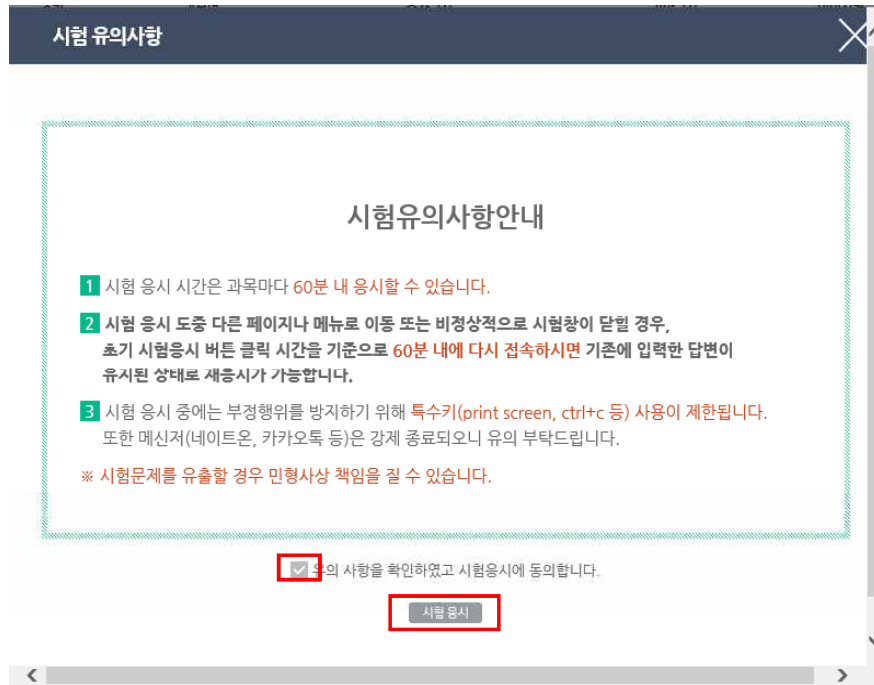 시험 유의사항
시험유의사항안내
1 시험 응시 시간은 과목마다 60분 내 응시할 수 있습니다.
2 시험 응시 도중 다른 페이지나 메뉴로 이동 또는 비정상적으로 시험창이 닫힐 경우,
초기 시험응시 버튼 클릭 시간을 기준으로 60분 내에 다시 접속하시면 기존에 입력한 답변이
유지된 상태로 재응시가 가능합니다.
3 시험 응시 중에는 부정행위를 방지하기 위해 특수키(print screen, ctrl+c 등) 사용이 제한됩니다.
또한 메신저(네이트온, 카카오톡 등)은 강제 종료되오니 유의 부탁드립니다.
※ 시험문제를 유출할 경우 민형사상 책임을 질 수 있습니다.
유의 사항을 확인하였고 시험응시에 동의합니다.
시험 응시